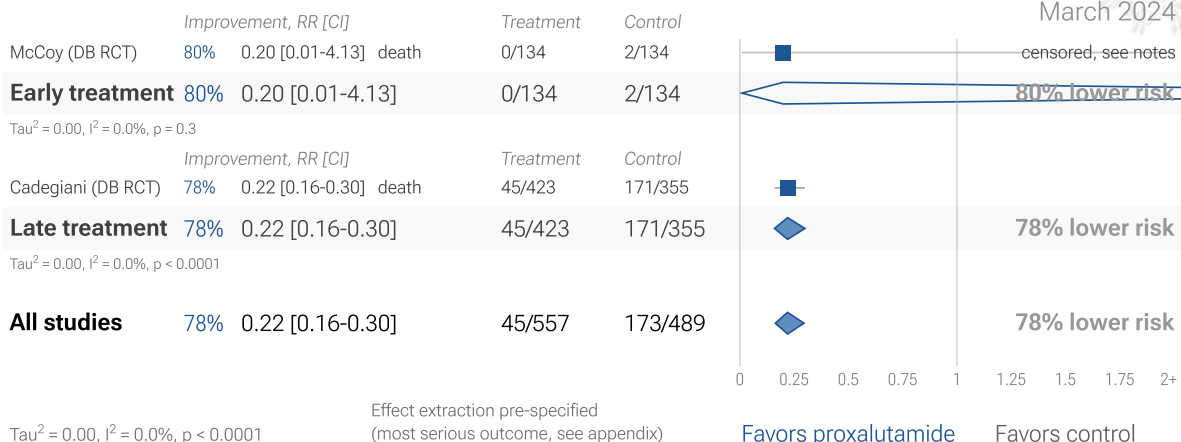 March 2024
Improvement, RR [CI] Treatment Control
McCoy (DB RCT) 80% 0.20 [0.01-4.13] death 0/134 2/134 censored, see notes
Early treatment 80% 0.20 [0.01-4.13] 0/134 2/134 80% lower risk
Tau² = 0.00, I² = 0.0%, p = 0.3
Improvement, RR [CI] Treatment Control
Cadegiani (DB RCT) 78% 0.22 [0.16-0.30] death 45/423 171/355
Late treatment 78% 0.22 [0.16-0.30] 45/423 171/355 78% lower risk
Tau² = 0.00, I² = 0.0%, p < 0.0001
All studies 78% 0.22 [0.16-0.30] 45/557 173/489 78% lower risk
0 0.25 0.5 0.75 1 1.25 1.5 1.75 2+
Effect extraction pre-specified
(most serious outcome, see appendix)
Tau² = 0.00, I² = 0.0%, p < 0.0001 Favors proxalutamide Favors control